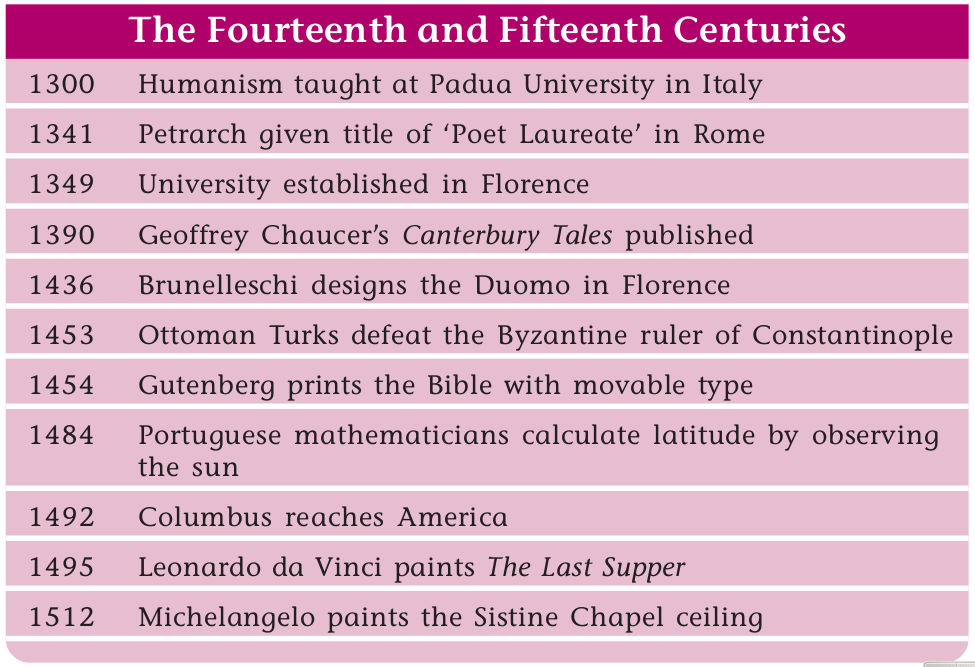 The Fourteenth and Fifteenth Centuries
1300 Humanism taught at Padua University in Italy
1341 Petrarch given title of ‘Poet Laureate’ in Rome
1349 University established in Florence
1390 Geoffrey Chaucer’s Canterbury Tales published
1436 Brunelleschi designs the Duomo in Florence
1453 Ottoman Turks defeat the Byzantine ruler of Constantinople
1454 Gutenberg prints the Bible with movable type
1484 Portuguese mathematicians calculate latitude by observing
the sun
1492 Columbus reaches America
1495 Leonardo da Vinci paints The Last Supper
1512 Michelangelo paints the Sistine Chapel ceiling